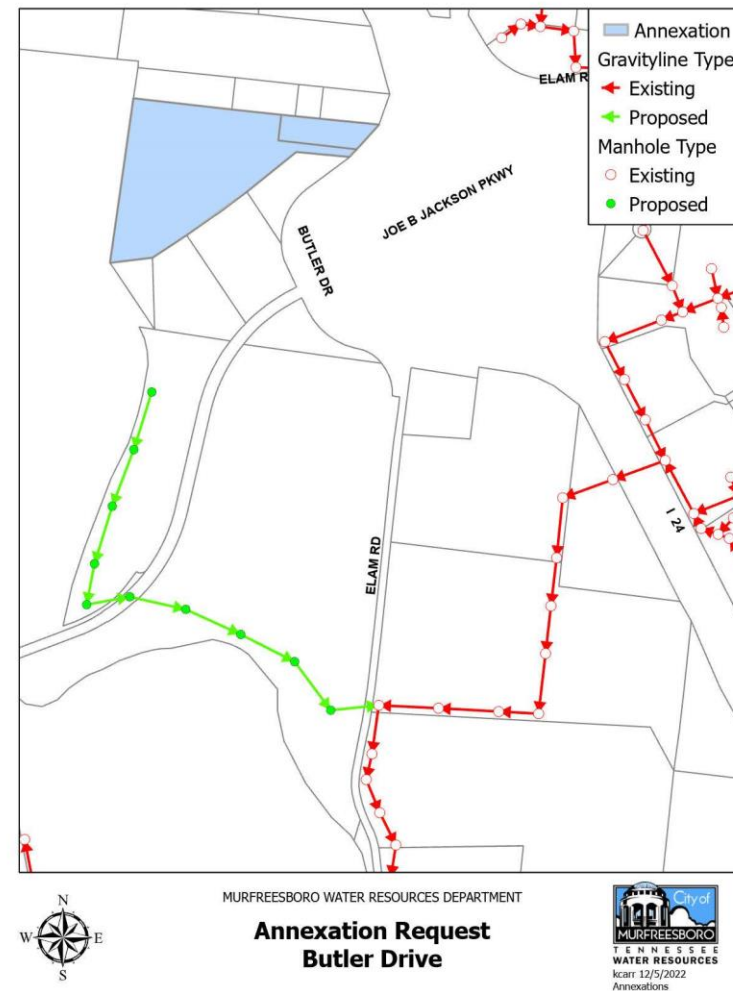 Annexation
Gravityline Type
Existing
Proposed
Manhole Type
Existing
Proposed
ELAM R
JOE B JACKSON PKWY
BUTLER DR
ELAM RD
I 24
MURFREESBORO WATER RESOURCES DEPARTMENT
Annexation Request
Butler Drive
N
W E
S
City of
MURFREESBORO
TENNESSEE
WATER RESOURCES
kcarr 12/5/2022
Annexations